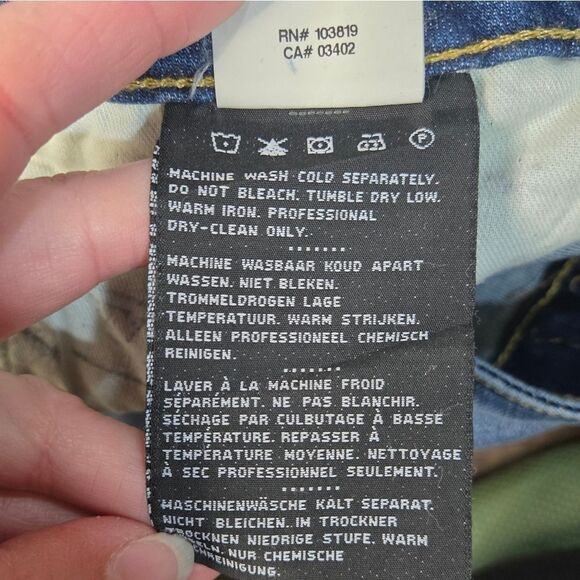 RN# 103819
CA# 03402
MACHINE WASH COLD SEPARATELY.
DO NOT BLEACH. TUMBLE DRY LOW.
WARM IRON. PROFESSIONAL
DRY-CLEAN ONLY.
MACHINE WASBAAR KOUD APART
WASSEN. NIET BLEKEN.
TROMMELDROGEN LAGE
TEMPERATUUR. WARM STRIJKEN.
ALLEEN PROFESSIONEEL CHEMISCH
REINIGEN.
LAVER À LA MACHINE FROID
SÉPARÉMENT. NE PAS BLANCHIR.
SÉCHAGE PAR CULBUTAGE À BASSE
TEMPÉRATURE. REPASSER À
TEMPÉRATURE MOYENNE. NETTOYAGE
À SEC PROFESSIONNEL SEULEMENT.
MASCHINENWÄSCHE KALT SEPARAT.
NICHT BLEICHEN. IM TROCKNER
TROCKNEN NIEDRIGE STUFE. WARM
NUR CHEMISCHE